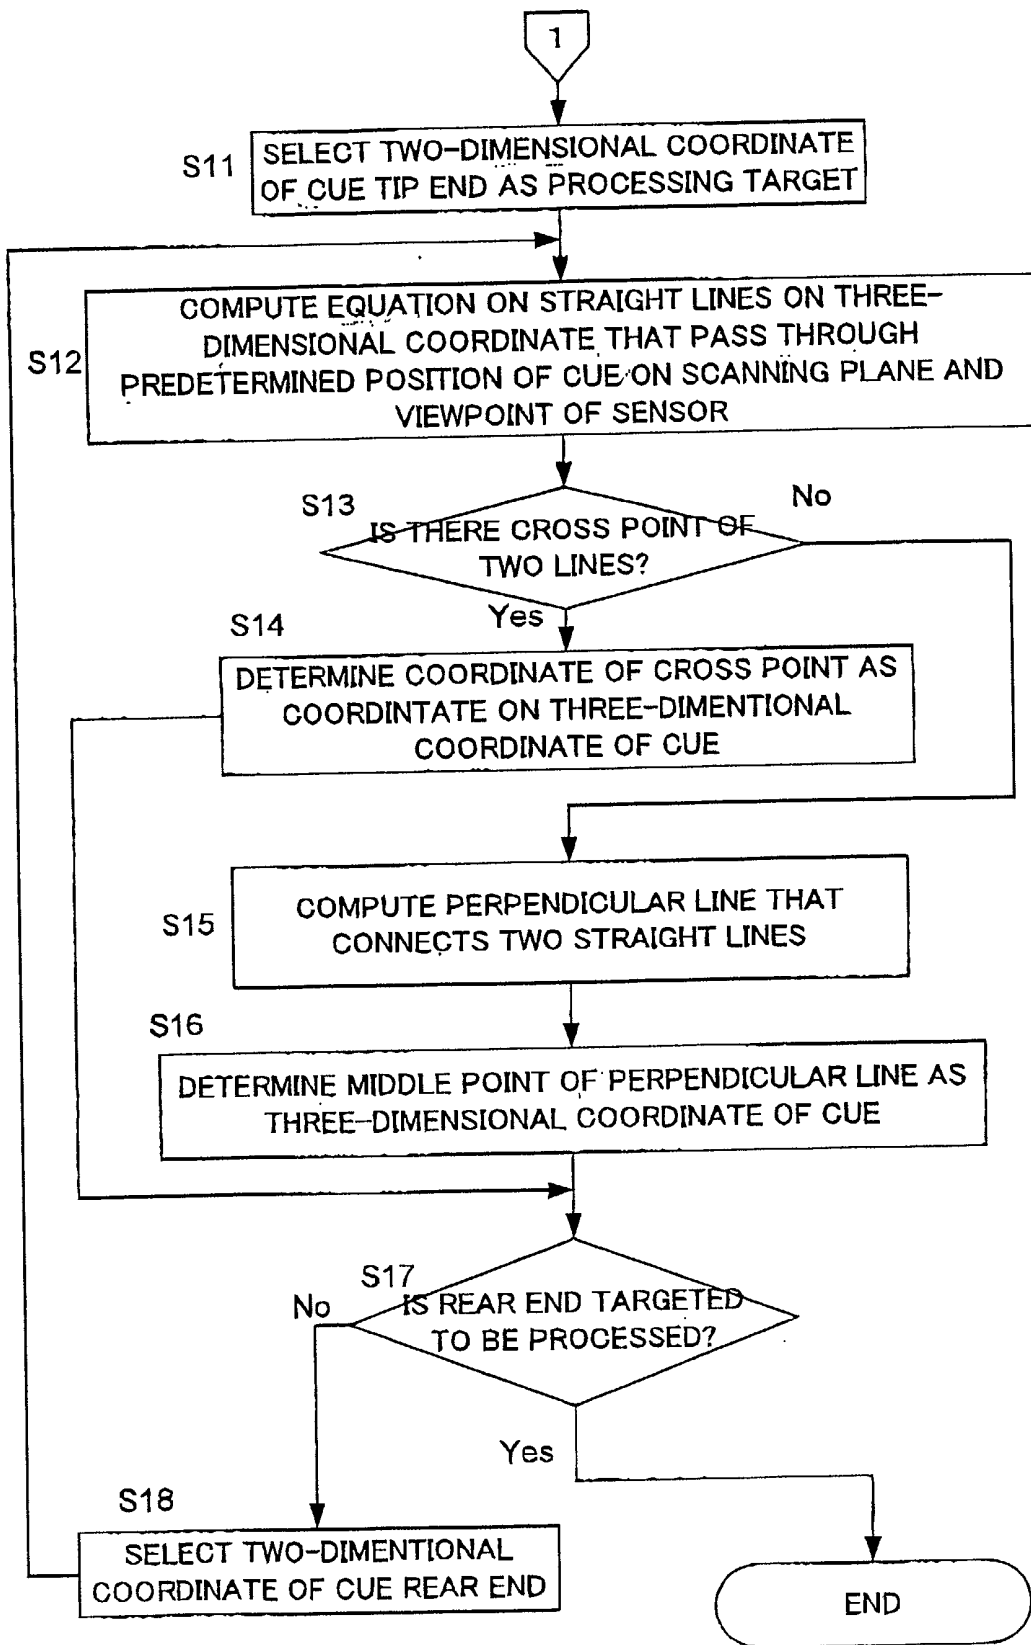 1
S11
SELECT TWO-DIMENSIONAL COORDINATE
OF CUE TIP END AS PROCESSING TARGET
S12
COMPUTE EQUATION ON STRAIGHT LINES ON THREE-
DIMENSIONAL COORDINATE THAT PASS THROUGH
PREDETERMINED POSITION OF CUE ON SCANNING PLANE AND
VIEWPOINT OF SENSOR
S13
No
IS THERE CROSS POINT OF
TWO LINES?
Yes
S14
DETERMINE COORDINATE OF CROSS POINT AS
COORDINTATE ON THREE-DIMENTIONAL
COORDINATE OF CUE
S15
COMPUTE PERPENDICULAR LINE THAT
CONNECTS TWO STRAIGHT LINES
S16
DETERMINE MIDDLE POINT OF PERPENDICULAR LINE AS
THREE-DIMENSIONAL COORDINATE OF CUE
S17
No
IS REAR END TARGETED
TO BE PROCESSED?
Yes
S18
SELECT TWO-DIMENTIONAL
COORDINATE OF CUE REAR END
END